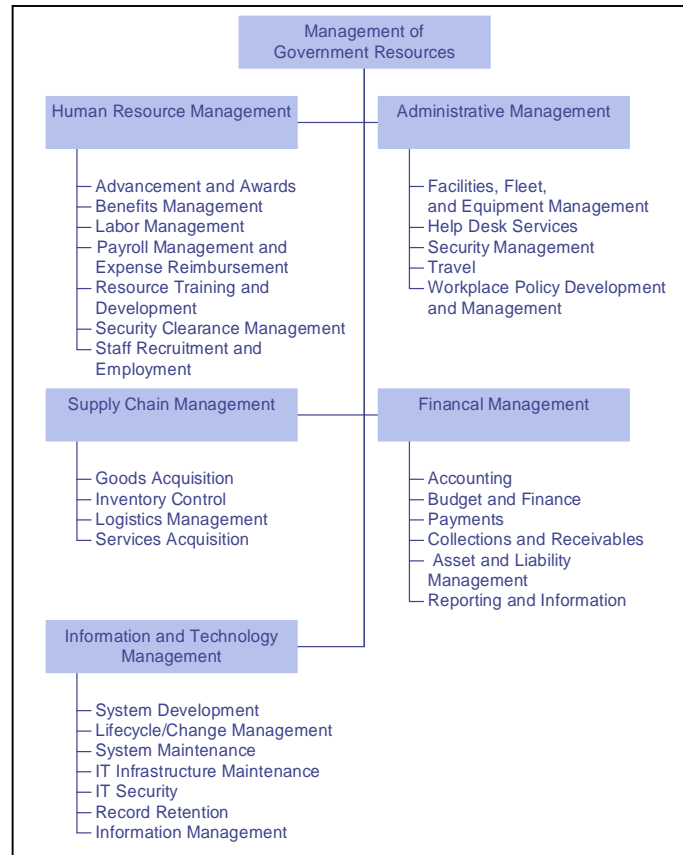 Management of
Government Resources
Human Resource Management
Advancement and Awards
Benefits Management
Labor Management
Payroll Management and
Expense Reimbursement
Resource Training and
Development
Security Clearance Management
Staff Recruitment and
Employment
Administrative Management
Facilities, Fleet,
and Equipment Management
Help Desk Services
Security Management
Travel
Workplace Policy Development
and Management
Supply Chain Management
Goods Acquisition
Inventory Control
Logistics Management
Services Acquisition
Financal Management
Accounting
Budget and Finance
Payments
Collections and Receivables
Asset and Liability
Management
Reporting and Information
Information and Technology
Management
System Development
Lifecycle/Change Management
System Maintenance
IT Infrastructure Maintenance
IT Security
Record Retention
Information Management